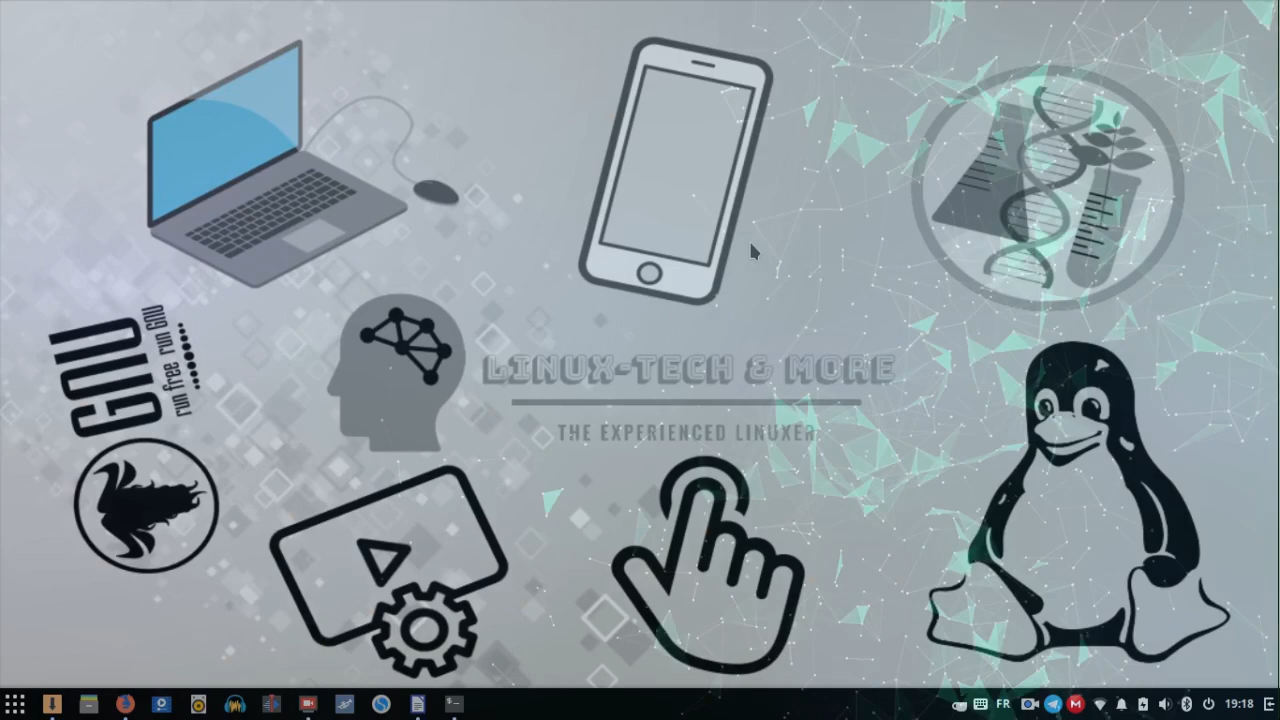 GNU
run free run GNU
LINUX-TECH & MORE
THE EXPERIENCED LINUXER
FR
M
19:18